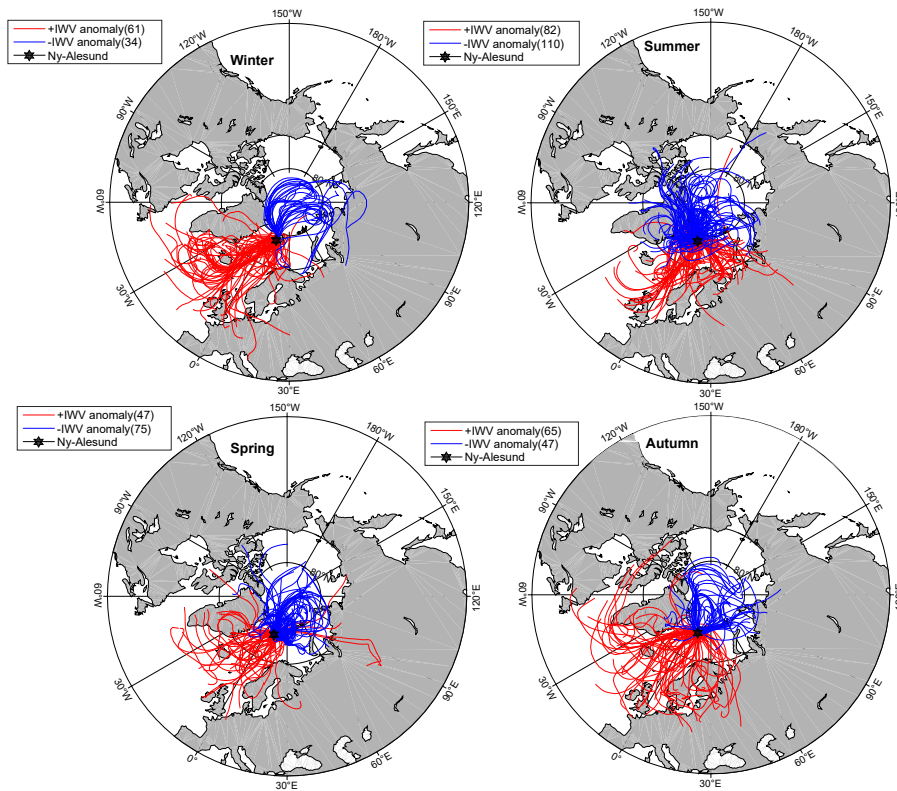 +IWV anomaly(61)
-IWV anomaly(34)
Ny-Alesund
Winter
150°W
120°W
180°W
90°W
150°E
60°W
80°N
120°E
30°W
90°E
0°
60°E
30°E
+IWV anomaly(82)
-IWV anomaly(110)
Ny-Alesund
Summer
150°W
120°W
180°W
90°W
150°E
60°W
120°E
30°W
90°E
0°
60°E
30°E
+IWV anomaly(47)
-IWV anomaly(75)
Ny-Alesund
Spring
150°W
120°W
180°W
90°W
150°E
60°W
80°N
120°E
30°W
90°E
0°
60°E
30°E
+IWV anomaly(65)
-IWV anomaly(47)
Ny-Alesund
Autumn
150°W
120°W
180°W
90°W
150°E
60°W
80°N
30°W
90°E
0°
60°E
30°E